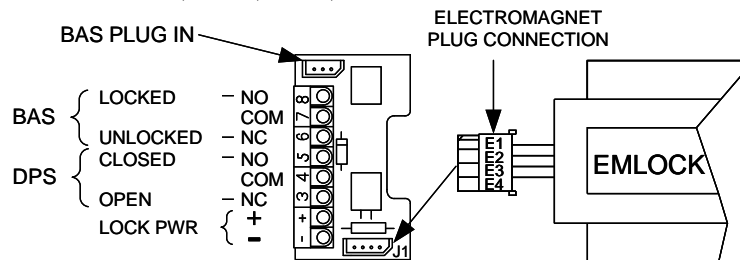 ELECTROMAGNET
PLUG CONNECTION
BAS PLUG IN
BAS
LOCKED – NO
COM
UNLOCKED – NC
DPS
CLOSED – NO
COM
OPEN – NC
LOCK PWR + -
8
7
6
5
4
3
+
-
J1
E1
E2
E3
E4
EMLOCK